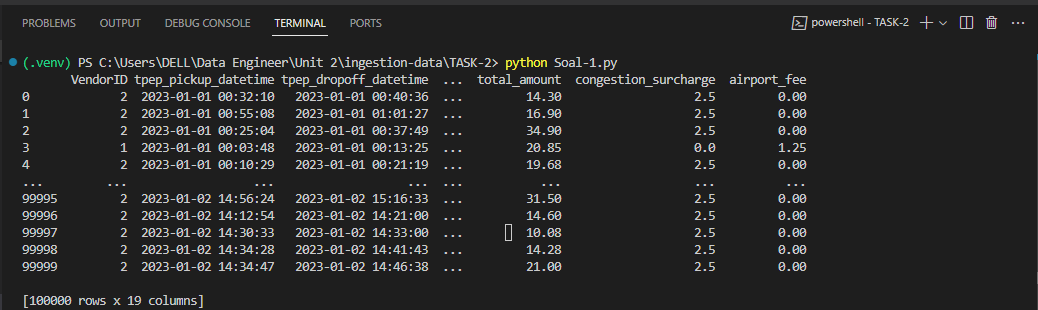 PROBLEMS OUTPUT DEBUG CONSOLE TERMINAL PORTS powershell - TASK-2
(.venv) PS C:\Users\DELL\Data Engineer\Unit 2\ingestion-data\TASK-2> python Soal-1.py
VendorID tpep_pickup_datetime tpep_dropoff_datetime ... total_amount congestion_surcharge airport_fee
0 2 2023-01-01 00:32:10 2023-01-01 00:40:36 ... 14.30 2.5 0.00
1 2 2023-01-01 00:55:08 2023-01-01 01:01:27 ... 16.90 2.5 0.00
2 2 2023-01-01 00:25:04 2023-01-01 00:37:49 ... 34.90 2.5 0.00
3 1 2023-01-01 00:03:48 2023-01-01 00:13:25 ... 20.85 0.0 1.25
4 2 2023-01-01 00:10:29 2023-01-01 00:21:19 ... 19.68 2.5 0.00
... ... ... ... ... ... ... ...
99995 2 2023-01-02 14:56:24 2023-01-02 15:16:33 ... 31.50 2.5 0.00
99996 2 2023-01-02 14:12:54 2023-01-02 14:21:00 ... 14.60 2.5 0.00
99997 2 2023-01-02 14:30:33 2023-01-02 14:33:00 ... 10.08 2.5 0.00
99998 2 2023-01-02 14:34:28 2023-01-02 14:41:43 ... 14.28 2.5 0.00
99999 2 2023-01-02 14:34:47 2023-01-02 14:46:38 ... 21.00 2.5 0.00
[100000 rows x 19 columns]